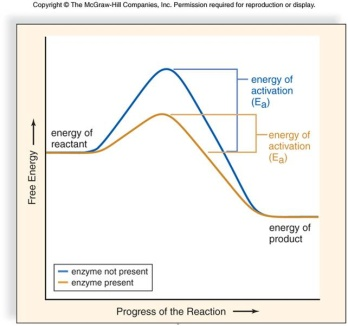 Copyright © The McGraw-Hill Companies, Inc. Permission required for reproduction or display.
energy of
activation
(Ea)
energy of
reactant
energy of
activation
(Ea)
Free Energy
energy of
product
enzyme not present
enzyme present
Progress of the Reaction